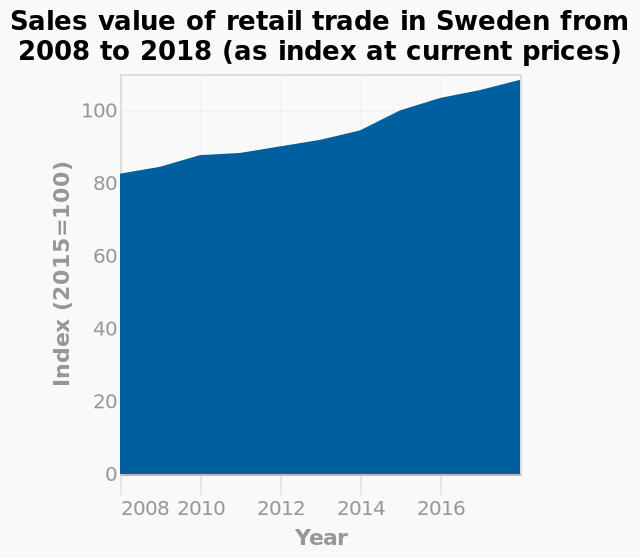 Sales value of retail trade in Sweden from
2008 to 2018 (as index at current prices)
Index (2015=100)
100
80
60
40
20
0
2008 2010 2012 2014 2016
Year